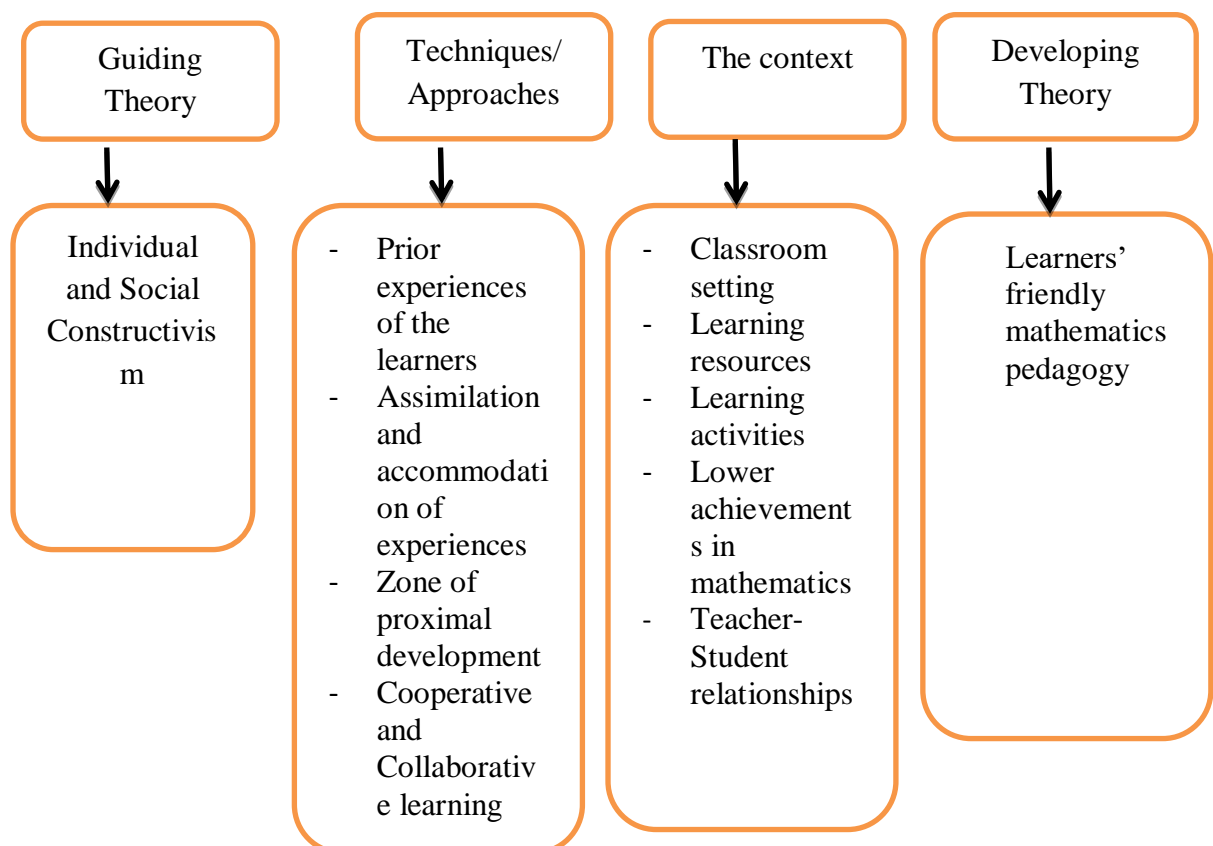 Guiding
Theory
Techniques/
Approaches
The context
Developing
Theory
Individual
and Social
Constructivis
m
- Prior
experiences
of the
learners
- Assimilation
and
accommodati
on of
experiences
- Zone of
proximal
development
- Cooperative
and
Collaborativ
e learning
- Classroom
setting
- Learning
resources
- Learning
activities
- Lower
achievement
s in
mathematics
- Teacher-
Student
relationships
Learners’
friendly
mathematics
pedagogy